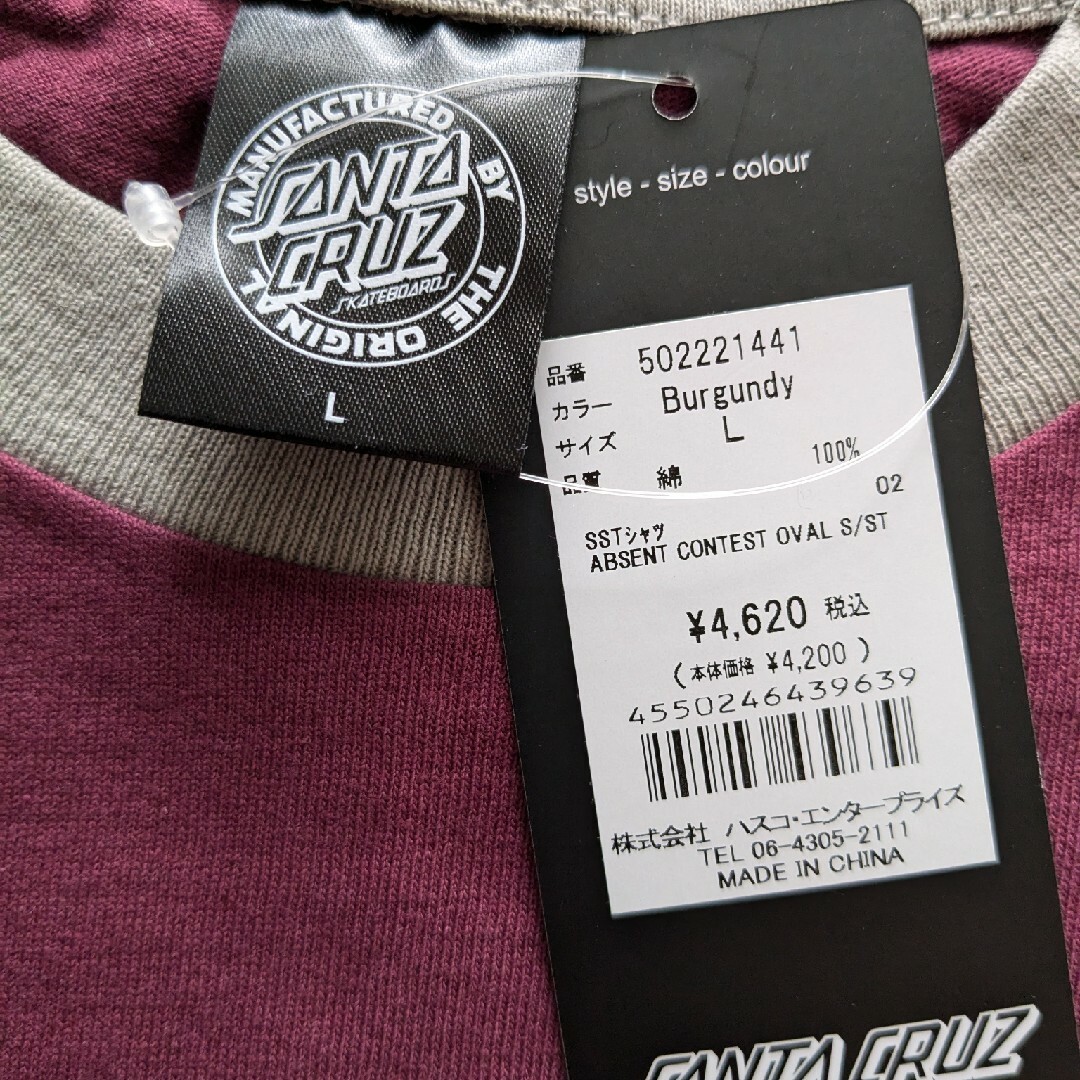 MANUFACTURED BY
SANTA
CRUZ
SKATEBOARDS
THE ORIGINAL
L
style - size - colour
品番 502221441
カラー Burgundy
サイズ L
品質 綿 100%
02
SSTシャツ
ABSENT CONTEST OVAL S/ST
¥4,620 税込
(本体価格 ¥4,200 )
4550246439639
株式会社 ハスコ・エンタープライズ
TEL 06-4305-2111
MADE IN CHINA
SANTA CRUZ